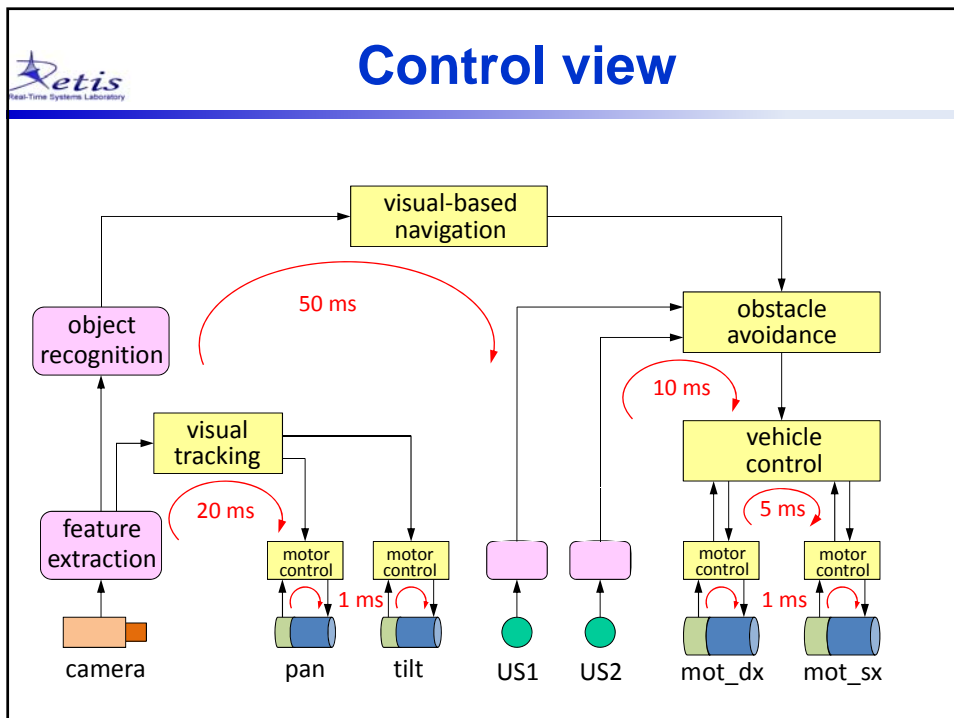 Control view
Retis
Real-Time Systems Laboratory
visual-based
navigation
50 ms
object
recognition
obstacle
avoidance
10 ms
visual
tracking
vehicle
control
20 ms
5 ms
feature
extraction
motor
control
motor
control
motor
control
motor
control
1 ms
1 ms
camera
pan
tilt
US1
US2
mot_dx
mot_sx